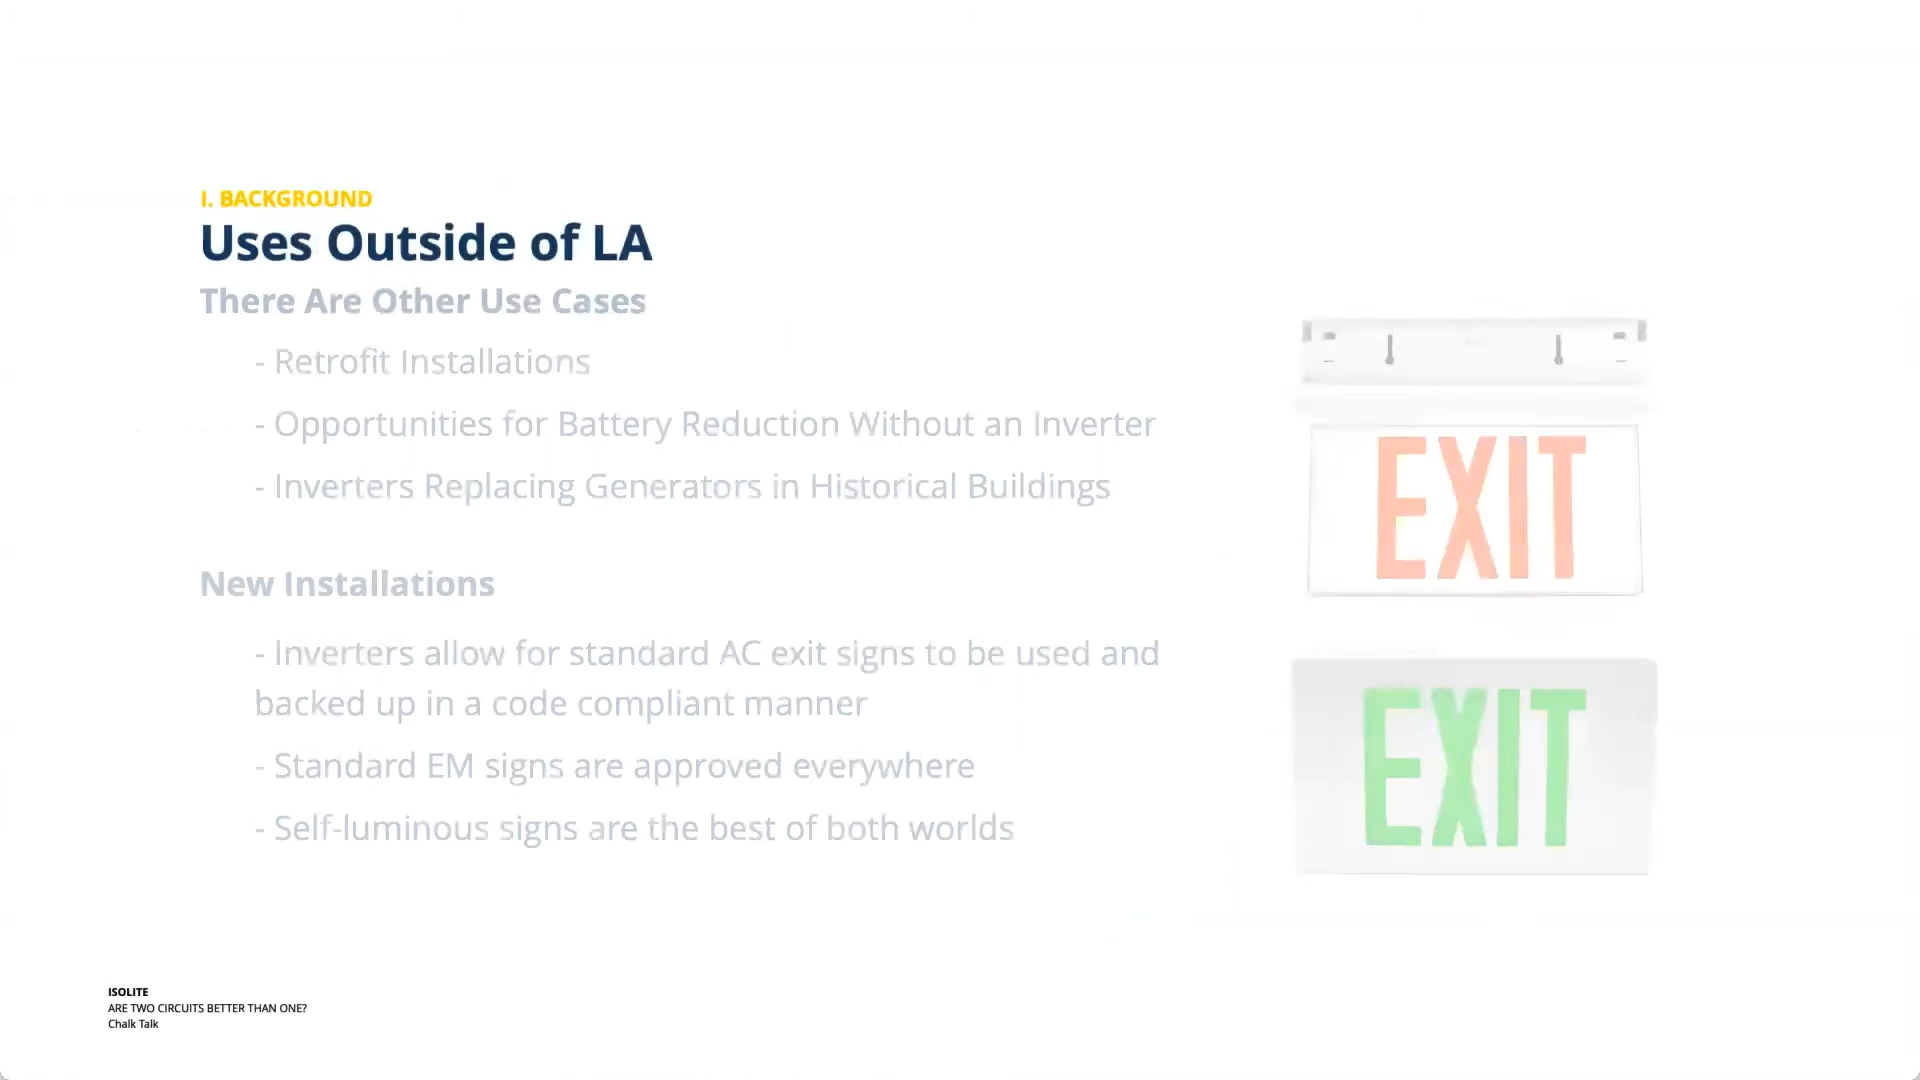 I. BACKGROUND
Uses Outside of LA
There Are Other Use Cases
- Retrofit Installations
- Opportunities for Battery Reduction Without an Inverter
- Inverters Replacing Generators in Historical Buildings
New Installations
- Inverters allow for standard AC exit signs to be used and
backed up in a code compliant manner
- Standard EM signs are approved everywhere
- Self-luminous signs are the best of both worlds
EXIT
EXIT
ISOLITE
ARE TWO CIRCUITS BETTER THAN ONE?
Chalk Talk